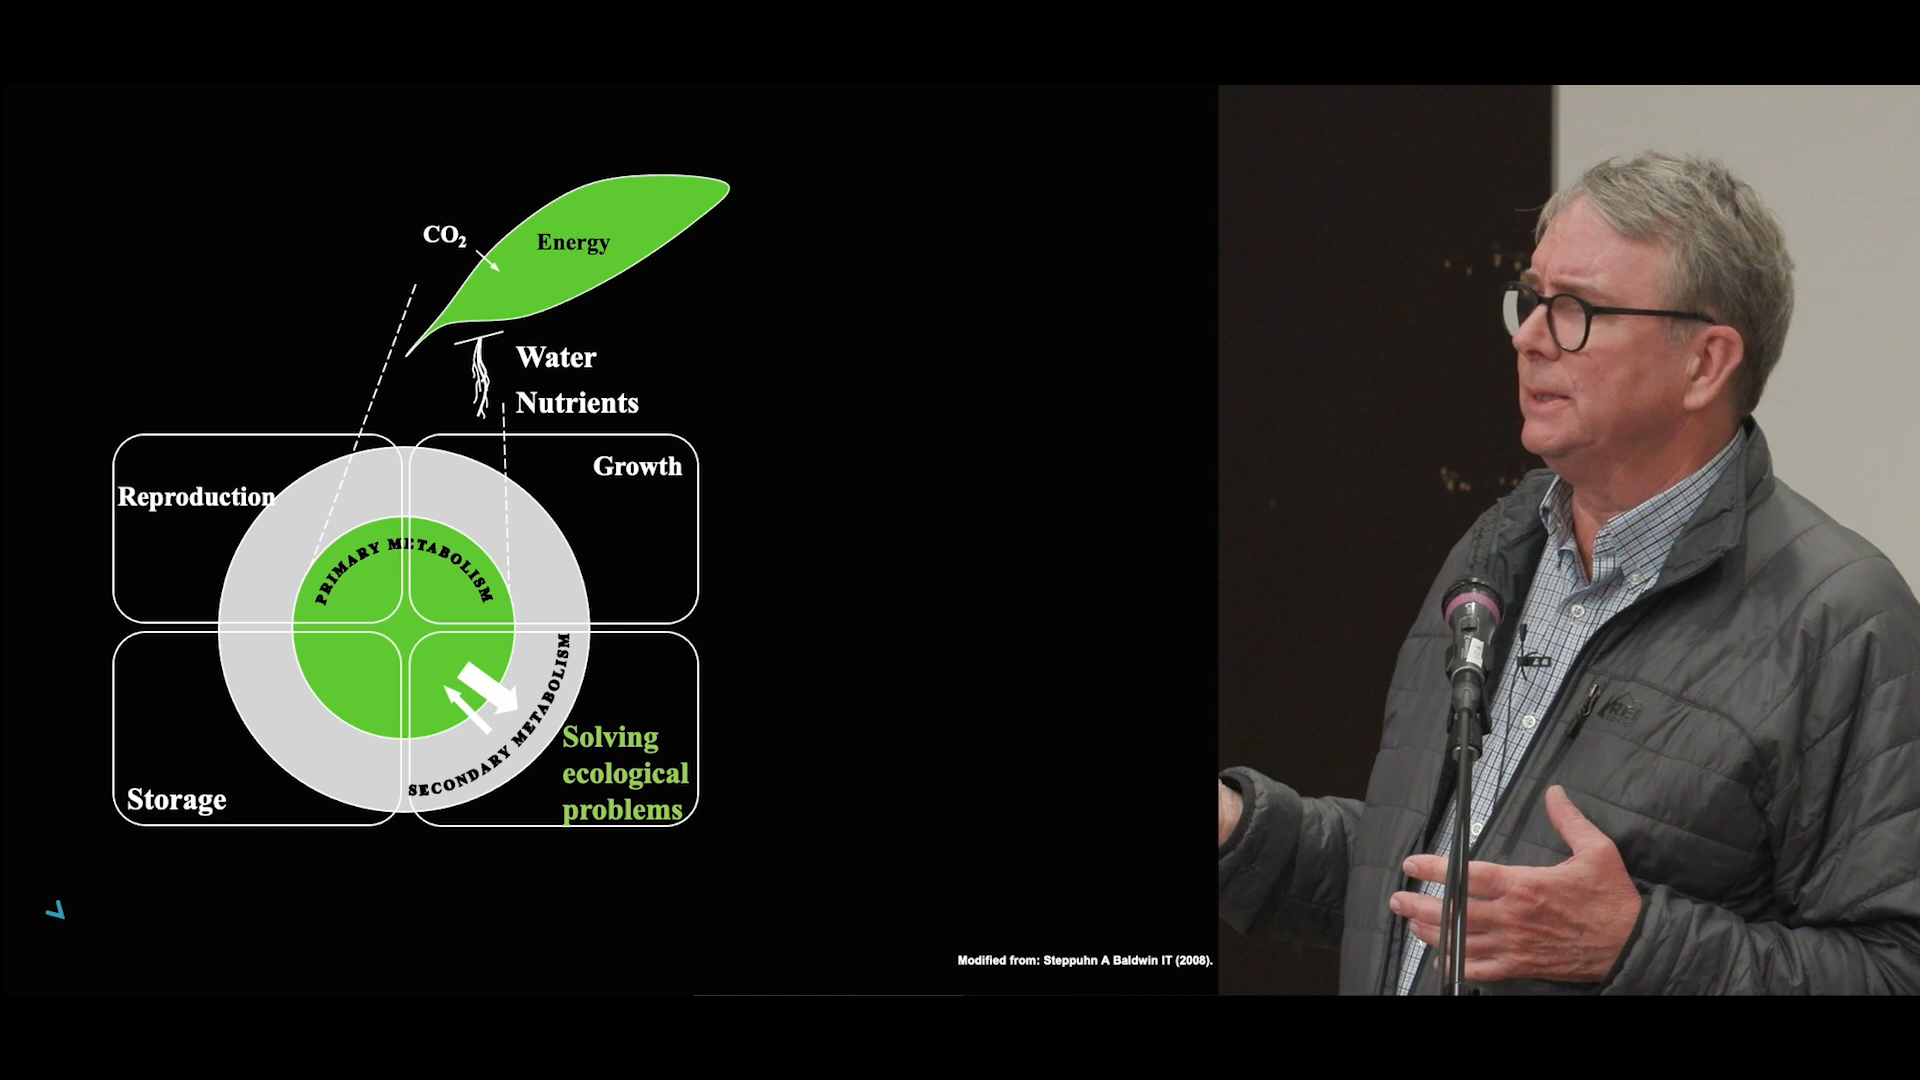 CO₂
Energy
Water
Nutrients
Reproduction
Growth
PRIMARY METABOLISM
SECONDARY METABOLISM
Storage
Solving
ecological
problems
Modified from: Steppuhn A Baldwin IT (2008).
REI